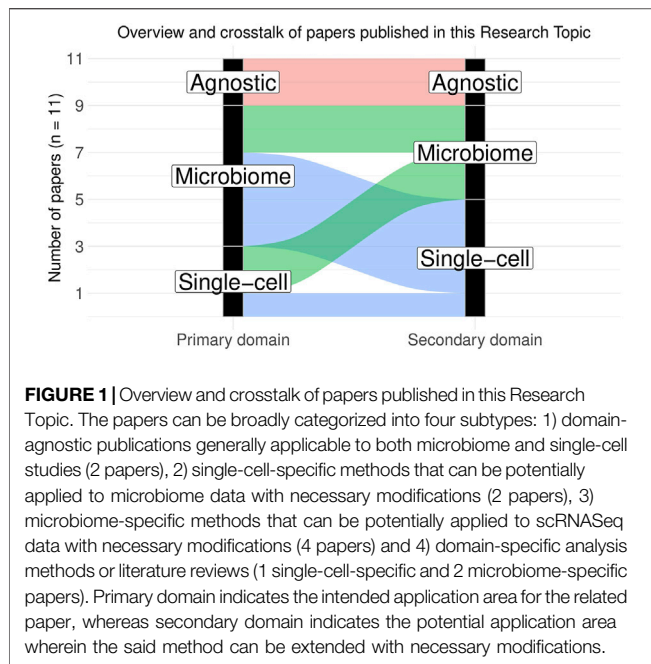 Overview and crosstalk of papers published in this Research Topic
Number of papers (n = 11)
11
9
7
5
3
1
Agnostic
Agnostic
Microbiome
Microbiome
Single−cell
Single−cell
Primary domain
Secondary domain
FIGURE 1 | Overview and crosstalk of papers published in this Research
Topic. The papers can be broadly categorized into four subtypes: 1) domain-
agnostic publications generally applicable to both microbiome and single-cell
studies (2 papers), 2) single-cell-specific methods that can be potentially
applied to microbiome data with necessary modifications (2 papers), 3)
microbiome-specific methods that can be potentially applied to scRNASeq
data with necessary modifications (4 papers) and 4) domain-specific analysis
methods or literature reviews (1 single-cell-specific and 2 microbiome-specific
papers). Primary domain indicates the intended application area for the related
paper, whereas secondary domain indicates the potential application area
wherein the said method can be extended with necessary modifications.